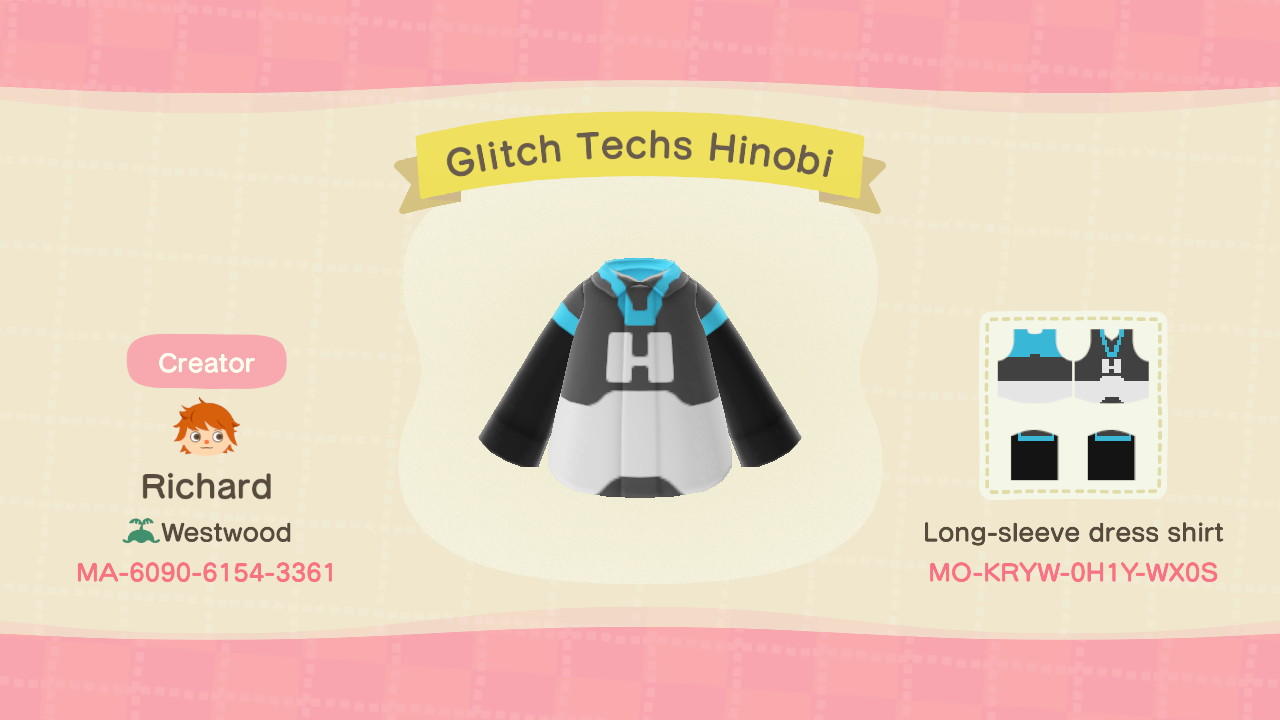 Glitch Techs Hinobi
H
Creator
Richard
Westwood
MA-6090-6154-3361
Long-sleeve dress shirt
MO-KRYW-0H1Y-WX0S